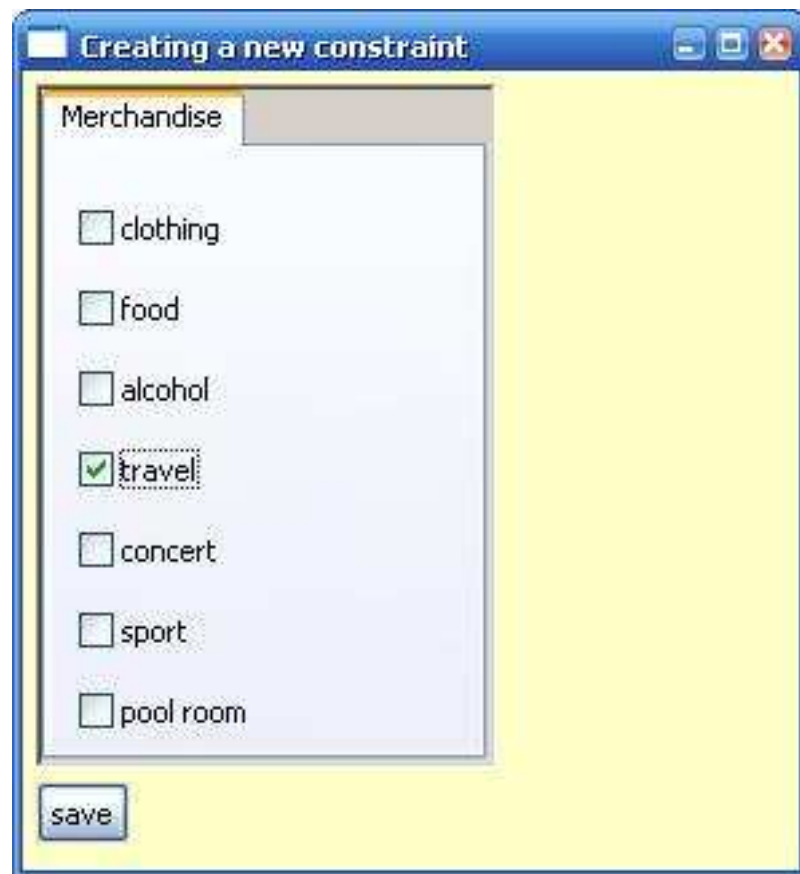 Creating a new constraint
Merchandise
clothing
food
alcohol
travel
concert
sport
pool room
save